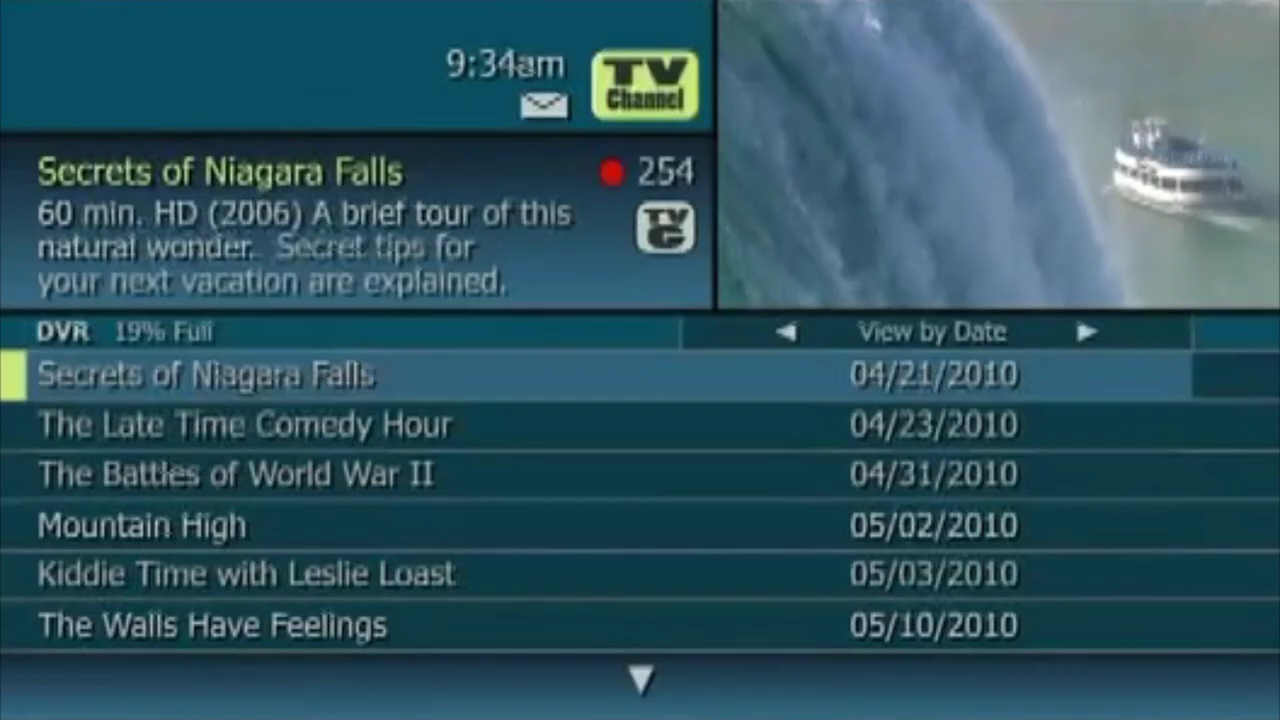 9:34am
TV
Channel
Secrets of Niagara Falls
254
60 min. HD (2006) A brief tour of this
natural wonder. Secret tips for
your next vacation are explained.
TV
G
DVR 19% Full
View by Date
Secrets of Niagara Falls 04/21/2010
The Late Time Comedy Hour 04/23/2010
The Battles of World War II 04/31/2010
Mountain High 05/02/2010
Kiddie Time with Leslie Loast 05/03/2010
The Walls Have Feelings 05/10/2010